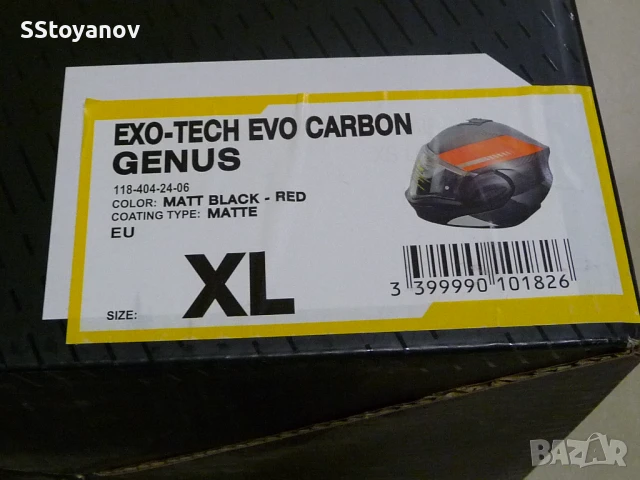 SStoyanov
EXO-TECH EVO CARBON
GENUS
118-404-24-06
COLOR: MATT BLACK - RED
COATING TYPE: MATTE
EU
SIZE: XL
3 399990 101826
BAZAR